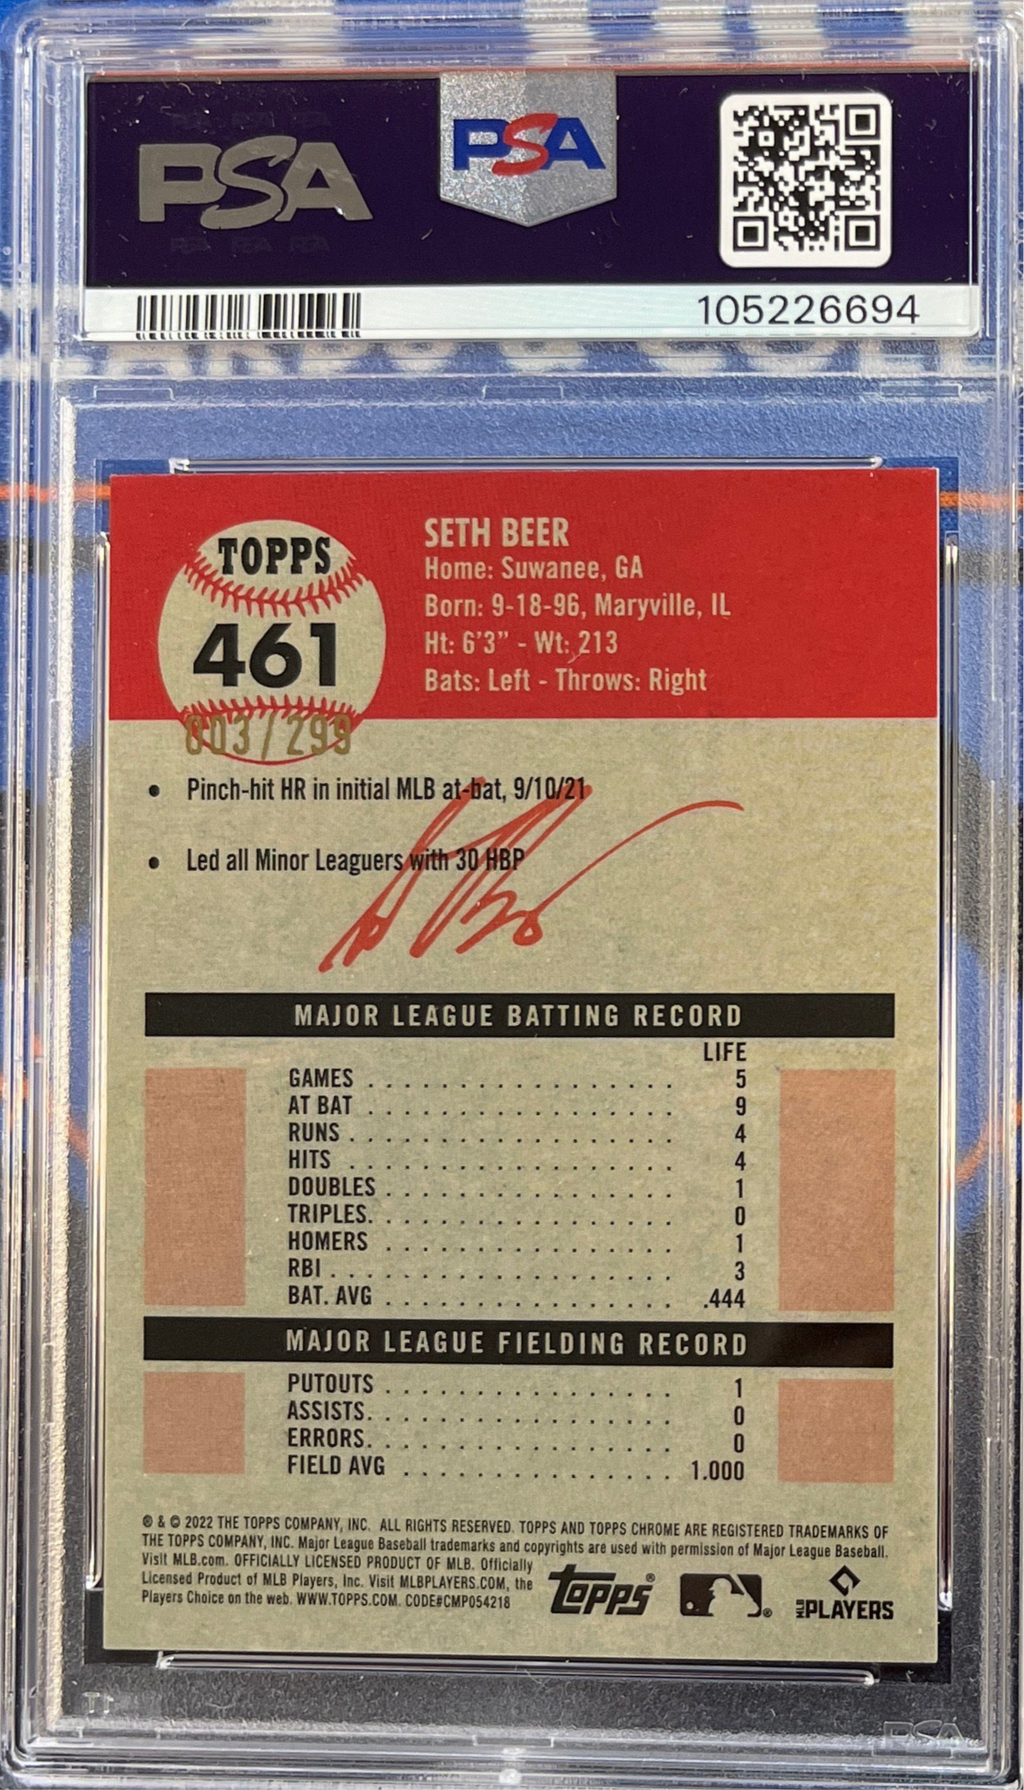 PSA
PSA
105226694
TOPPS
461
003/299
SETH BEER
Home: Suwanee, GA
Born: 9-18-96, Maryville, IL
Ht: 6'3" - Wt: 213
Bats: Left - Throws: Right
• Pinch-hit HR in initial MLB at-bat, 9/10/21
• Led all Minor Leaguers with 30 HBP
MAJOR LEAGUE BATTING RECORD
LIFE
GAMES . . . . . . . . . . . . . . . . . 5
AT BAT . . . . . . . . . . . . . . . . . 9
RUNS . . . . . . . . . . . . . . . . . . 4
HITS . . . . . . . . . . . . . . . . . . 4
DOUBLES . . . . . . . . . . . . . . . . 1
TRIPLES. . . . . . . . . . . . . . . . . 0
HOMERS . . . . . . . . . . . . . . . . 1
RBI . . . . . . . . . . . . . . . . . . . 3
BAT. AVG . . . . . . . . . . . . . . . . .444
MAJOR LEAGUE FIELDING RECORD
PUTOUTS . . . . . . . . . . . . . . . . 1
ASSISTS. . . . . . . . . . . . . . . . . 0
ERRORS. . . . . . . . . . . . . . . . . 0
FIELD AVG . . . . . . . . . . . . . . . 1.000
® & © 2022 THE TOPPS COMPANY, INC. ALL RIGHTS RESERVED. TOPPS AND TOPPS CHROME ARE REGISTERED TRADEMARKS OF
THE TOPPS COMPANY, INC. Major League Baseball trademarks and copyrights are used with permission of Major League Baseball.
Visit MLB.com. OFFICIALLY LICENSED PRODUCT OF MLB. Officially
Licensed Product of MLB Players, Inc. Visit MLBPLAYERS.COM, the
Players Choice on the web. WWW.TOPPS.COM. CODE#CMP054218
topps®
®
MLB PLAYERS
PSA